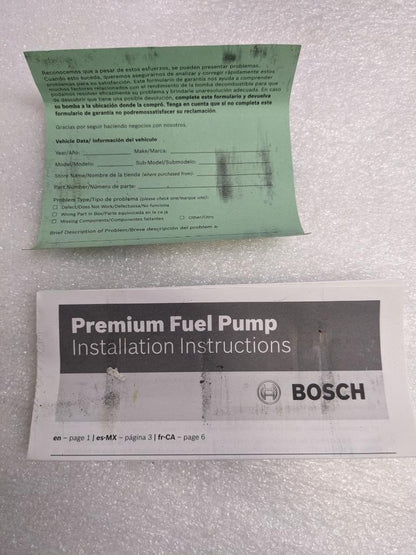 Reconocemos que a pesar de estos esfuerzos, se pueden presentar problemas.
Cuando esto suceda, queremos asegurarnos de analizar y corregir rápidamente estos
problemas para su satisfacción. Este formulario de garantía nos ayuda a comprender
muchos factores relacionados con el rendimiento de la bomba decombustible para que
podamos resolver eficazmente su problema y brindarle unaresolución adecuada. En caso
de descubrir que tiene una posible devolución, complete este formulario y devuelva
su bomba a la ubicación donde la compró. Tenga en cuenta que si no completa este
formulario de garantía no podremossatisfacer su reclamación.
Gracias por seguir haciendo negocios con nosotros.
Vehicle Data/ Información del vehículo
Year/Año: Make/Marca:
Model/Modelo: Sub-Model/Submodelo:
Store Name/Nombre de la tienda (where purchased from):
Part Number/Número de parte:
Problem Type/Tipo de problema (please check one/marque uno):
Defect/Does Not Work/Defectuosa/No funciona
Wrong Part in Box/Parte equivocada en la caja
Missing Components/Componentes faltantes Other/Otro
Brief Description of Problem/Breve descripción del problema
Premium Fuel Pump
Installation Instructions
BOSCH
en – page 1 | es-MX – página 3 | fr-CA – page 6